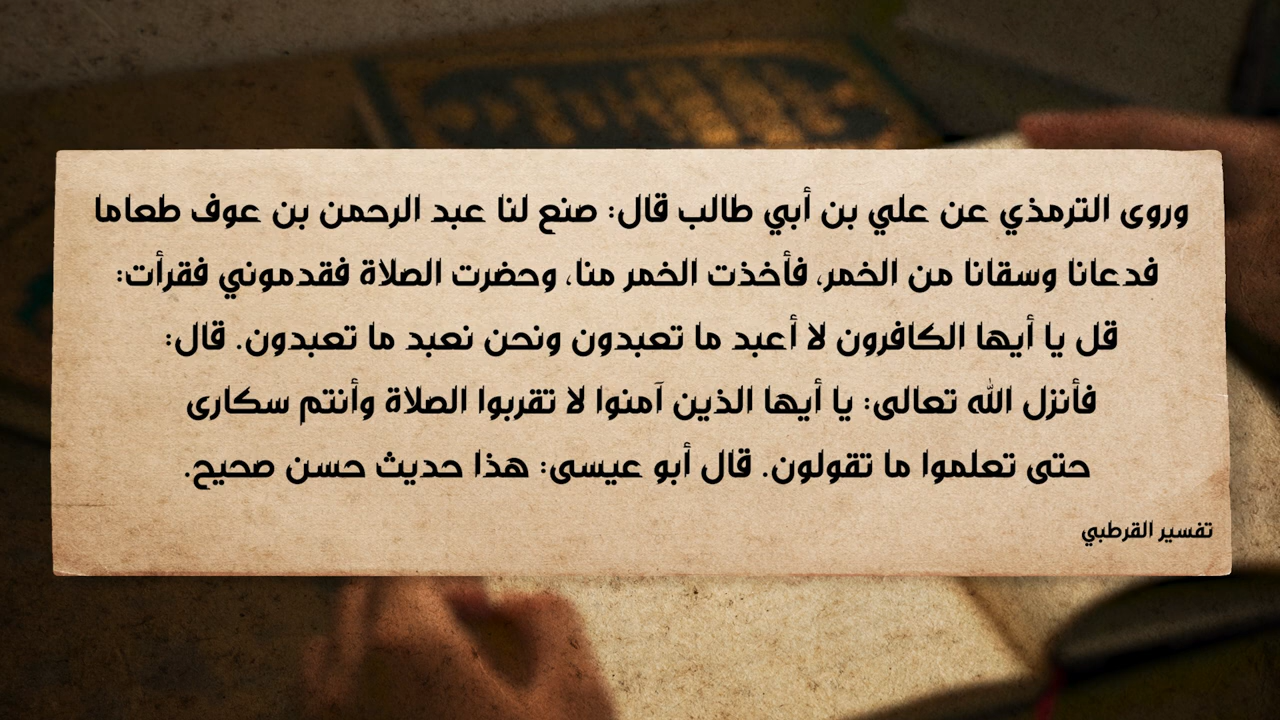 وروى الترمذي عن علي بن أبي طالب قال: صنع لنا عبد الرحمن بن عوف طعاما
فدعانا وسقانا من الخمر، فأخذت الخمر منا، وحضرت الصلاة فقدموني فقرأت:
قل يا أيها الكافرون لا أعبد ما تعبدون ونحن نعبد ما تعبدون. قال:
فأنزل الله تعالى: يا أيها الذين آمنوا لا تقربوا الصلاة وأنتم سكارى
حتى تعلموا ما تقولون. قال أبو عيسى: هذا حديث حسن صحيح.
تفسير القرطبي